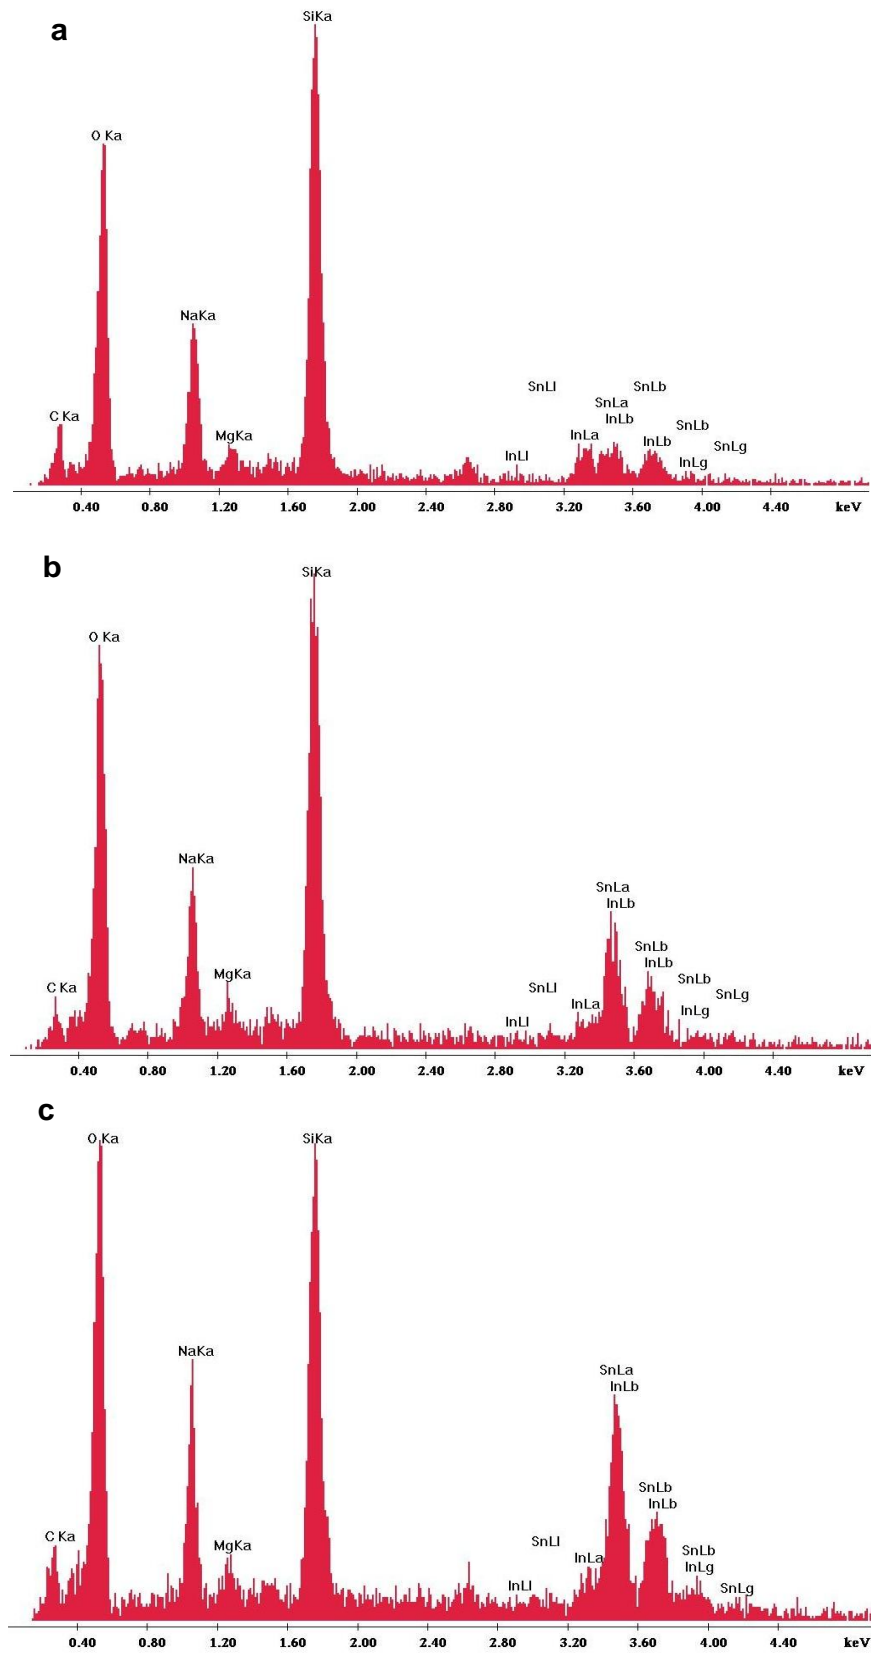 a
SiKa
O Ka
NaKa
SnLl
SnLb
SnLa
C Ka
InLb
SnLb
MgKa
InLa
InLb
SnLg
InLl
InLg
0.40 0.80 1.20 1.60 2.00 2.40 2.80 3.20 3.60 4.00 4.40 keV
b
SiKa
O Ka
NaKa
SnLa
InLb
SnLb
InLb
MgKa
SnLb
C Ka
SnLl
SnLg
InLa
InLg
InLl
0.40 0.80 1.20 1.60 2.00 2.40 2.80 3.20 3.60 4.00 4.40 keV
c
O Ka
SiKa
NaKa
SnLa
InLb
SnLb
InLb
C Ka
SnLl
MgKa
SnLb
InLa
InLg
InLl
SnLg
0.40 0.80 1.20 1.60 2.00 2.40 2.80 3.20 3.60 4.00 4.40 keV